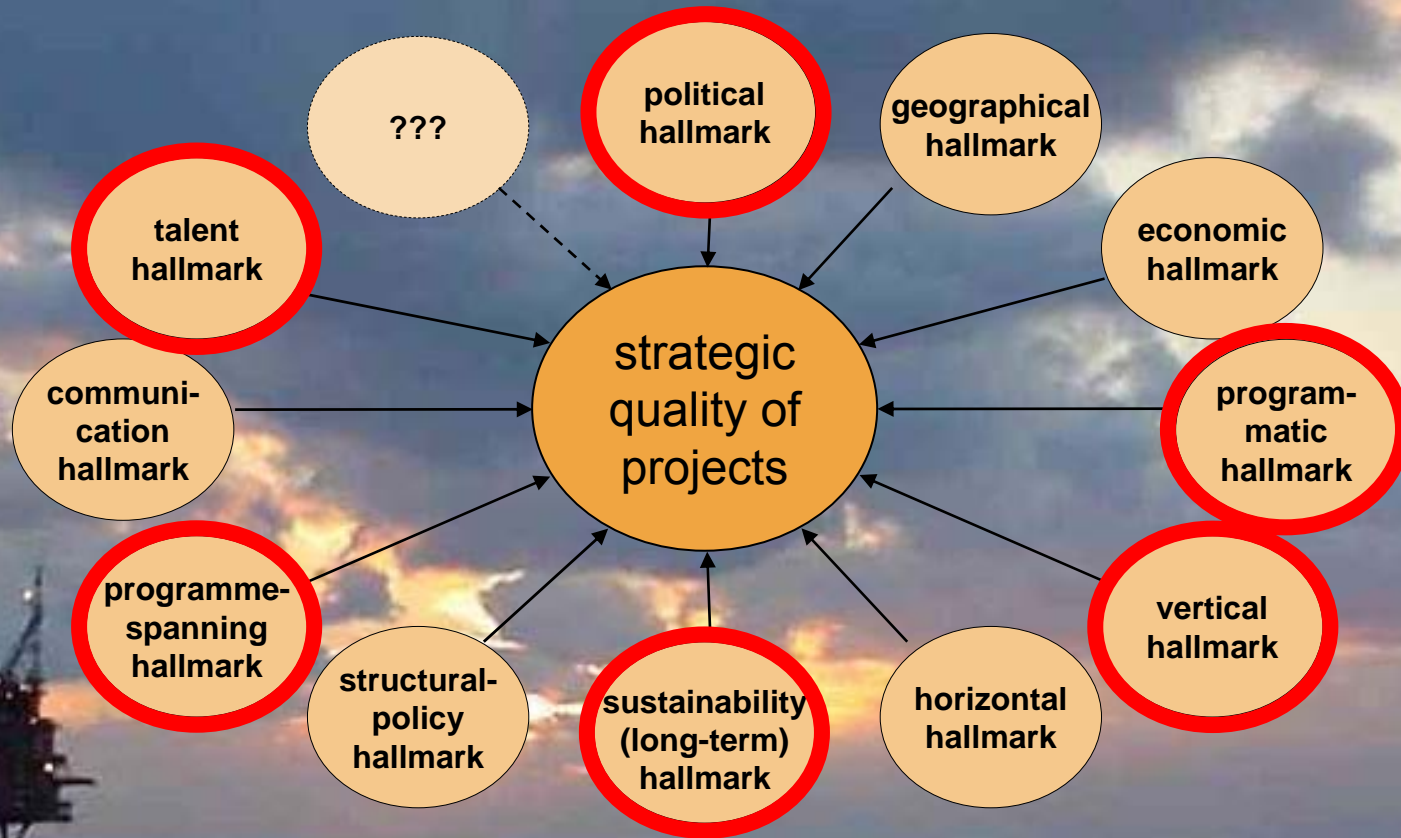 ???
political
hallmark
geographical
hallmark
talent
hallmark
economic
hallmark
strategic
quality of
projects
communi-
cation
hallmark
program-
matic
hallmark
programme-
spanning
hallmark
vertical
hallmark
structural-
policy
hallmark
sustainability
(long-term)
hallmark
horizontal
hallmark